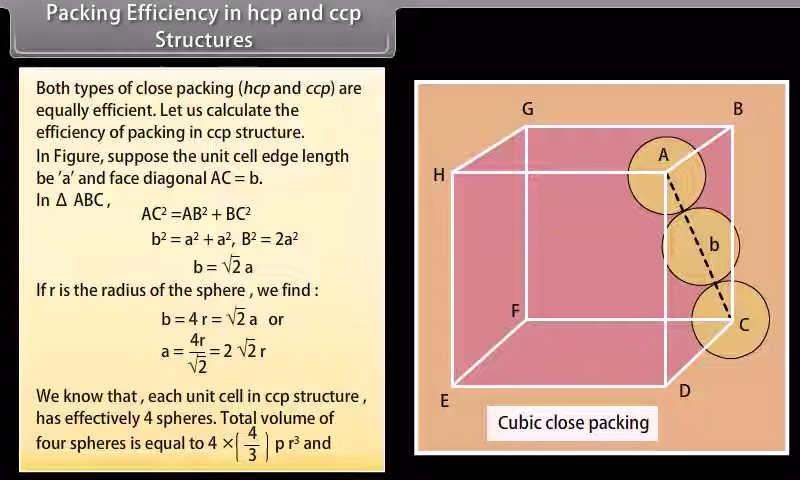 Packing Efficiency in hcp and ccp
Structures
Both types of close packing (hcp and ccp) are
equally efficient. Let us calculate the
efficiency of packing in ccp structure.
In Figure, suppose the unit cell edge length
be 'a' and face diagonal AC = b.
In Δ ABC,
AC² =AB² + BC²
b² = a² + a², B² = 2a²
b = √2 a
If r is the radius of the sphere , we find :
b = 4 r = √2 a or
a = 4r/√2 = 2 √2 r
We know that , each unit cell in ccp structure ,
has effectively 4 spheres. Total volume of
four spheres is equal to 4 ×(4/3) p r³ and
G
B
A
H
b
F
C
E
D
Cubic close packing